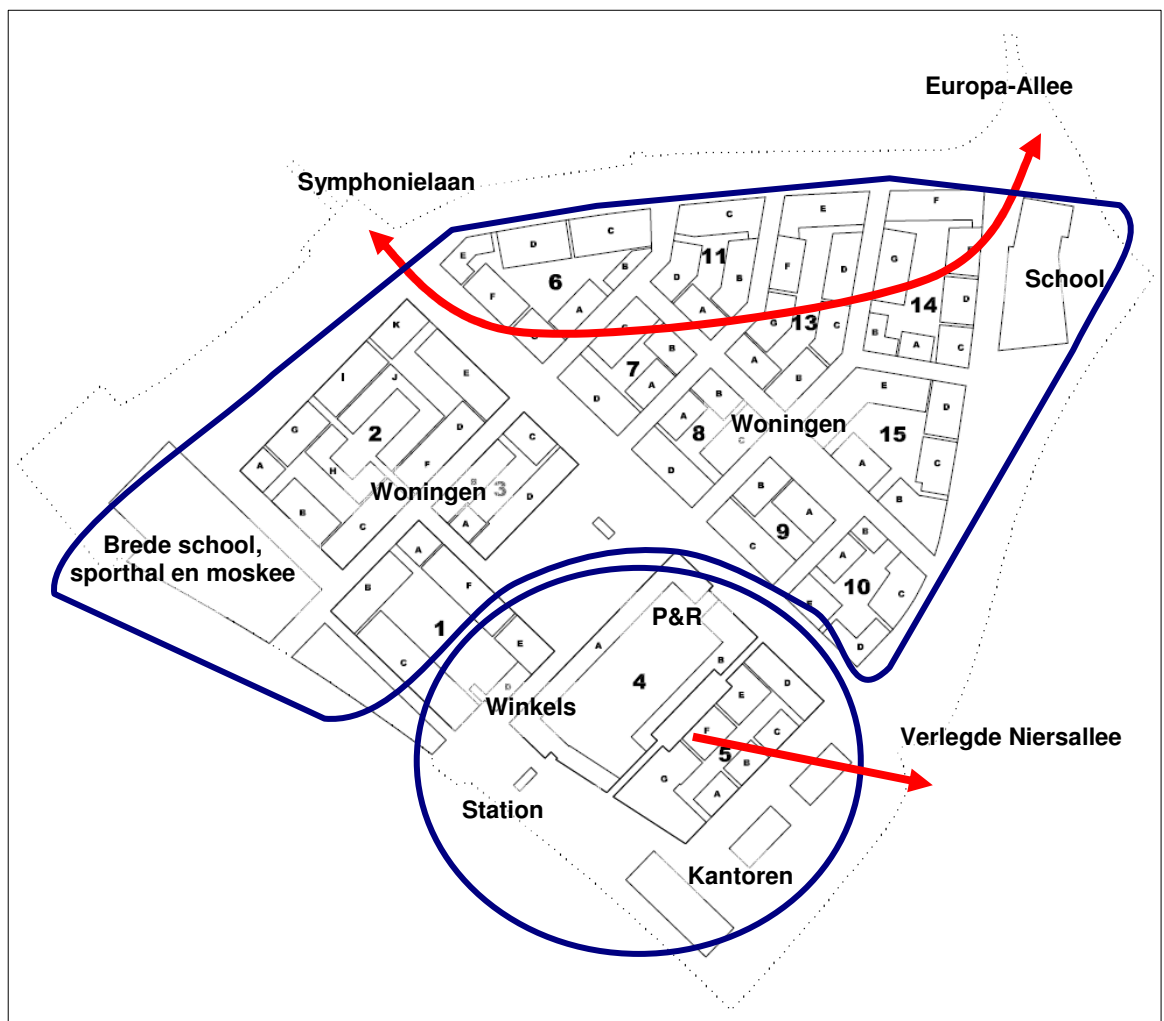 Europa-Allee
Symphonielaan
School
Woningen
Woningen
Brede school,
sporthal en moskee
P&R
Winkels
Verlegde Niersallee
Station
Kantoren
E
D
C
6
B
F
A
C
11
D
B
A
E
F
D
G
13
C
A
B
F
G
E
D
14
B
A
C
K
I
J
E
G
2
D
A
H
F
B
C
C
B
3
D
A
C
B
7
A
D
B
A
8
C
D
E
D
15
A
C
B
B
A
9
C
B
A
10
C
E
D
A
B
F
1
E
C
D
A
4
B
D
E
F
C
5
B
G
A